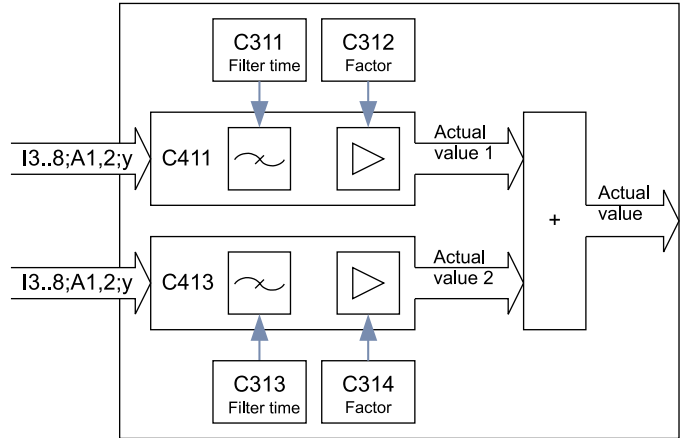 C311
Filter time
C312
Factor
I3..8;A1,2;y
C411
Actual
value 1
+
Actual
value
I3..8;A1,2;y
C413
Actual
value 2
C313
Filter time
C314
Factor